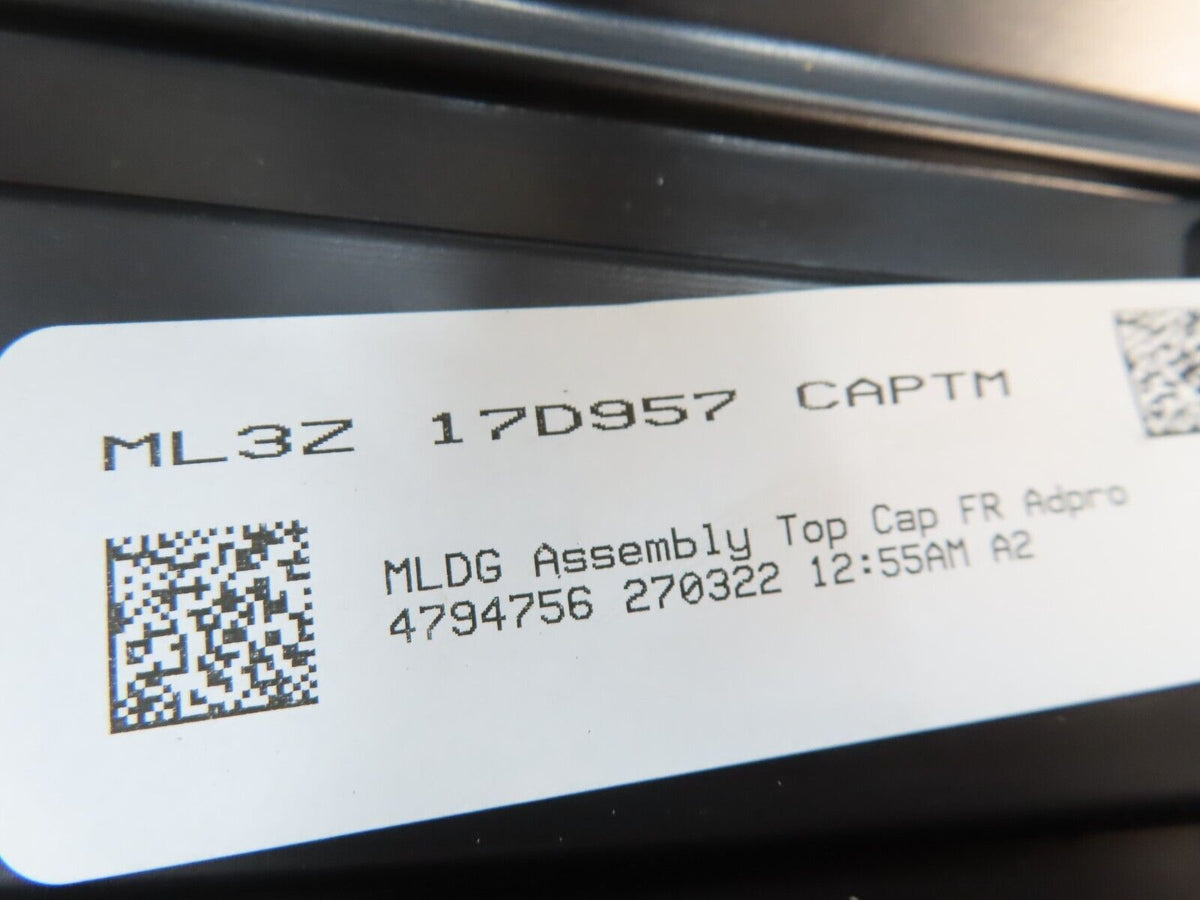 ML3Z 17D957 CAPTM
MLDG Assembly Top Cap FR Adpro
4794756 270322 12:55AM A2